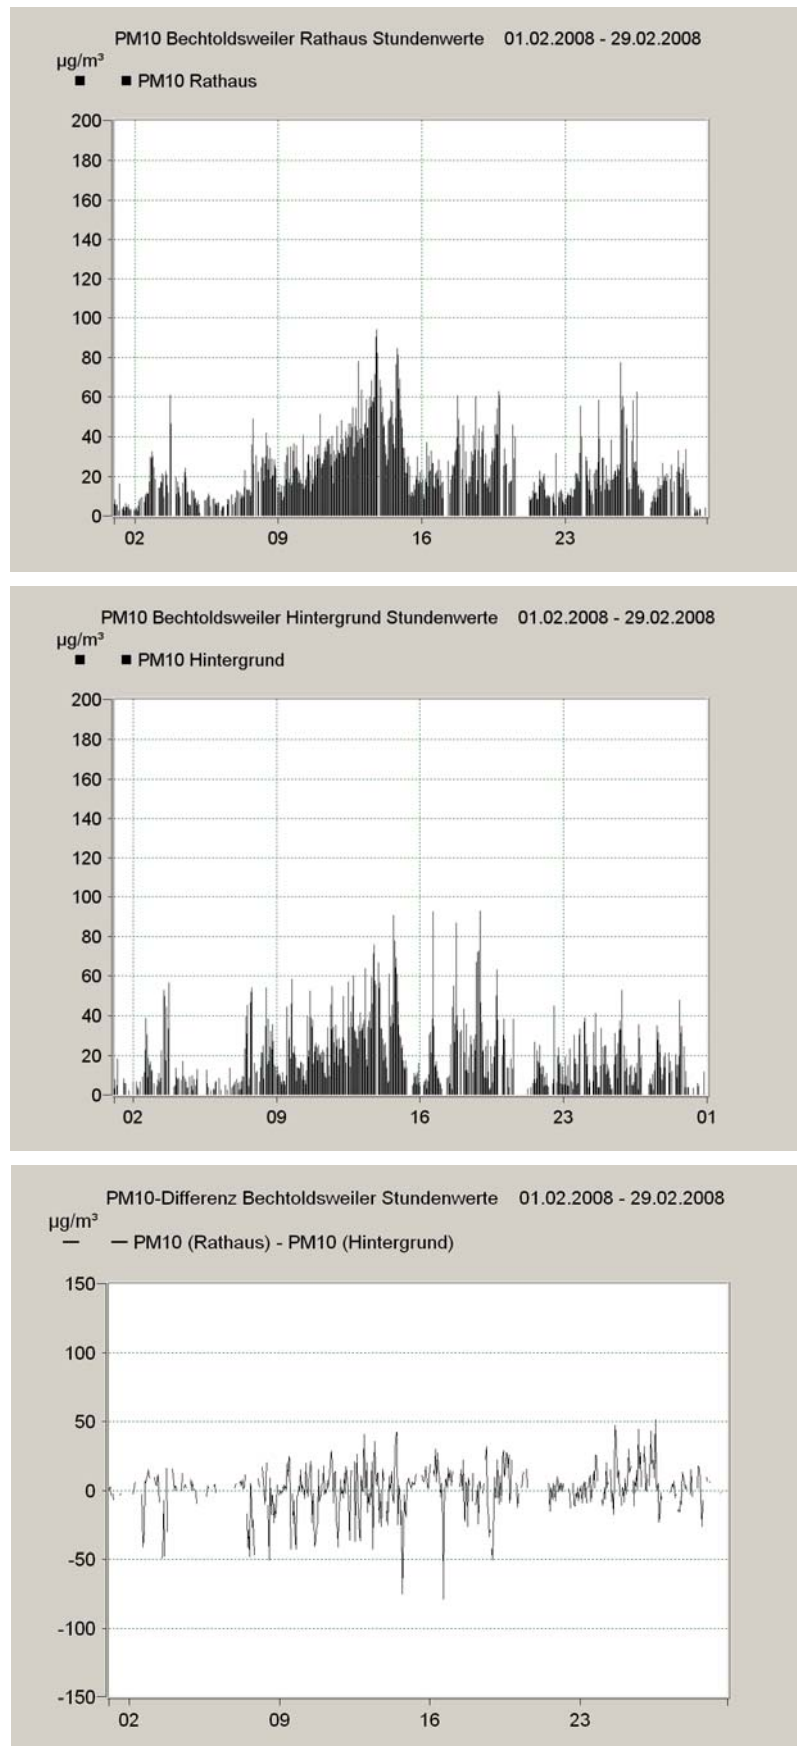 PM10 Bechtoldsweiler Rathaus Stundenwerte 01.02.2008 - 29.02.2008
µg/m³
PM10 Rathaus
200
180
160
140
120
100
80
60
40
20
0
02 09 16 23
PM10 Bechtoldsweiler Hintergrund Stundenwerte 01.02.2008 - 29.02.2008
µg/m³
PM10 Hintergrund
200
180
160
140
120
100
80
60
40
20
0
02 09 16 23 01
PM10-Differenz Bechtoldsweiler Stundenwerte 01.02.2008 - 29.02.2008
µg/m³
PM10 (Rathaus) - PM10 (Hintergrund)
150
100
50
0
-50
-100
-150
02 09 16 23